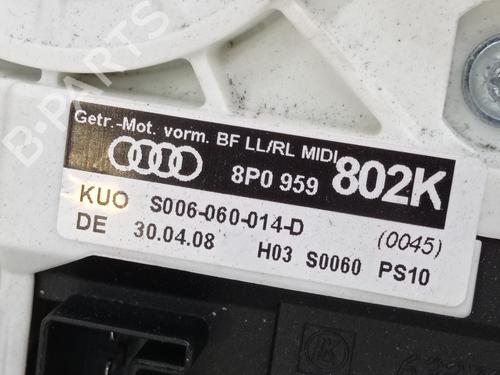 B-PARTS
Getr.-Mot. vorm. BF LL/RL MIDI
8P0 959 802K
KUO S006-060-014-D (0045)
DE 30.04.08 H03 S0060 PS10